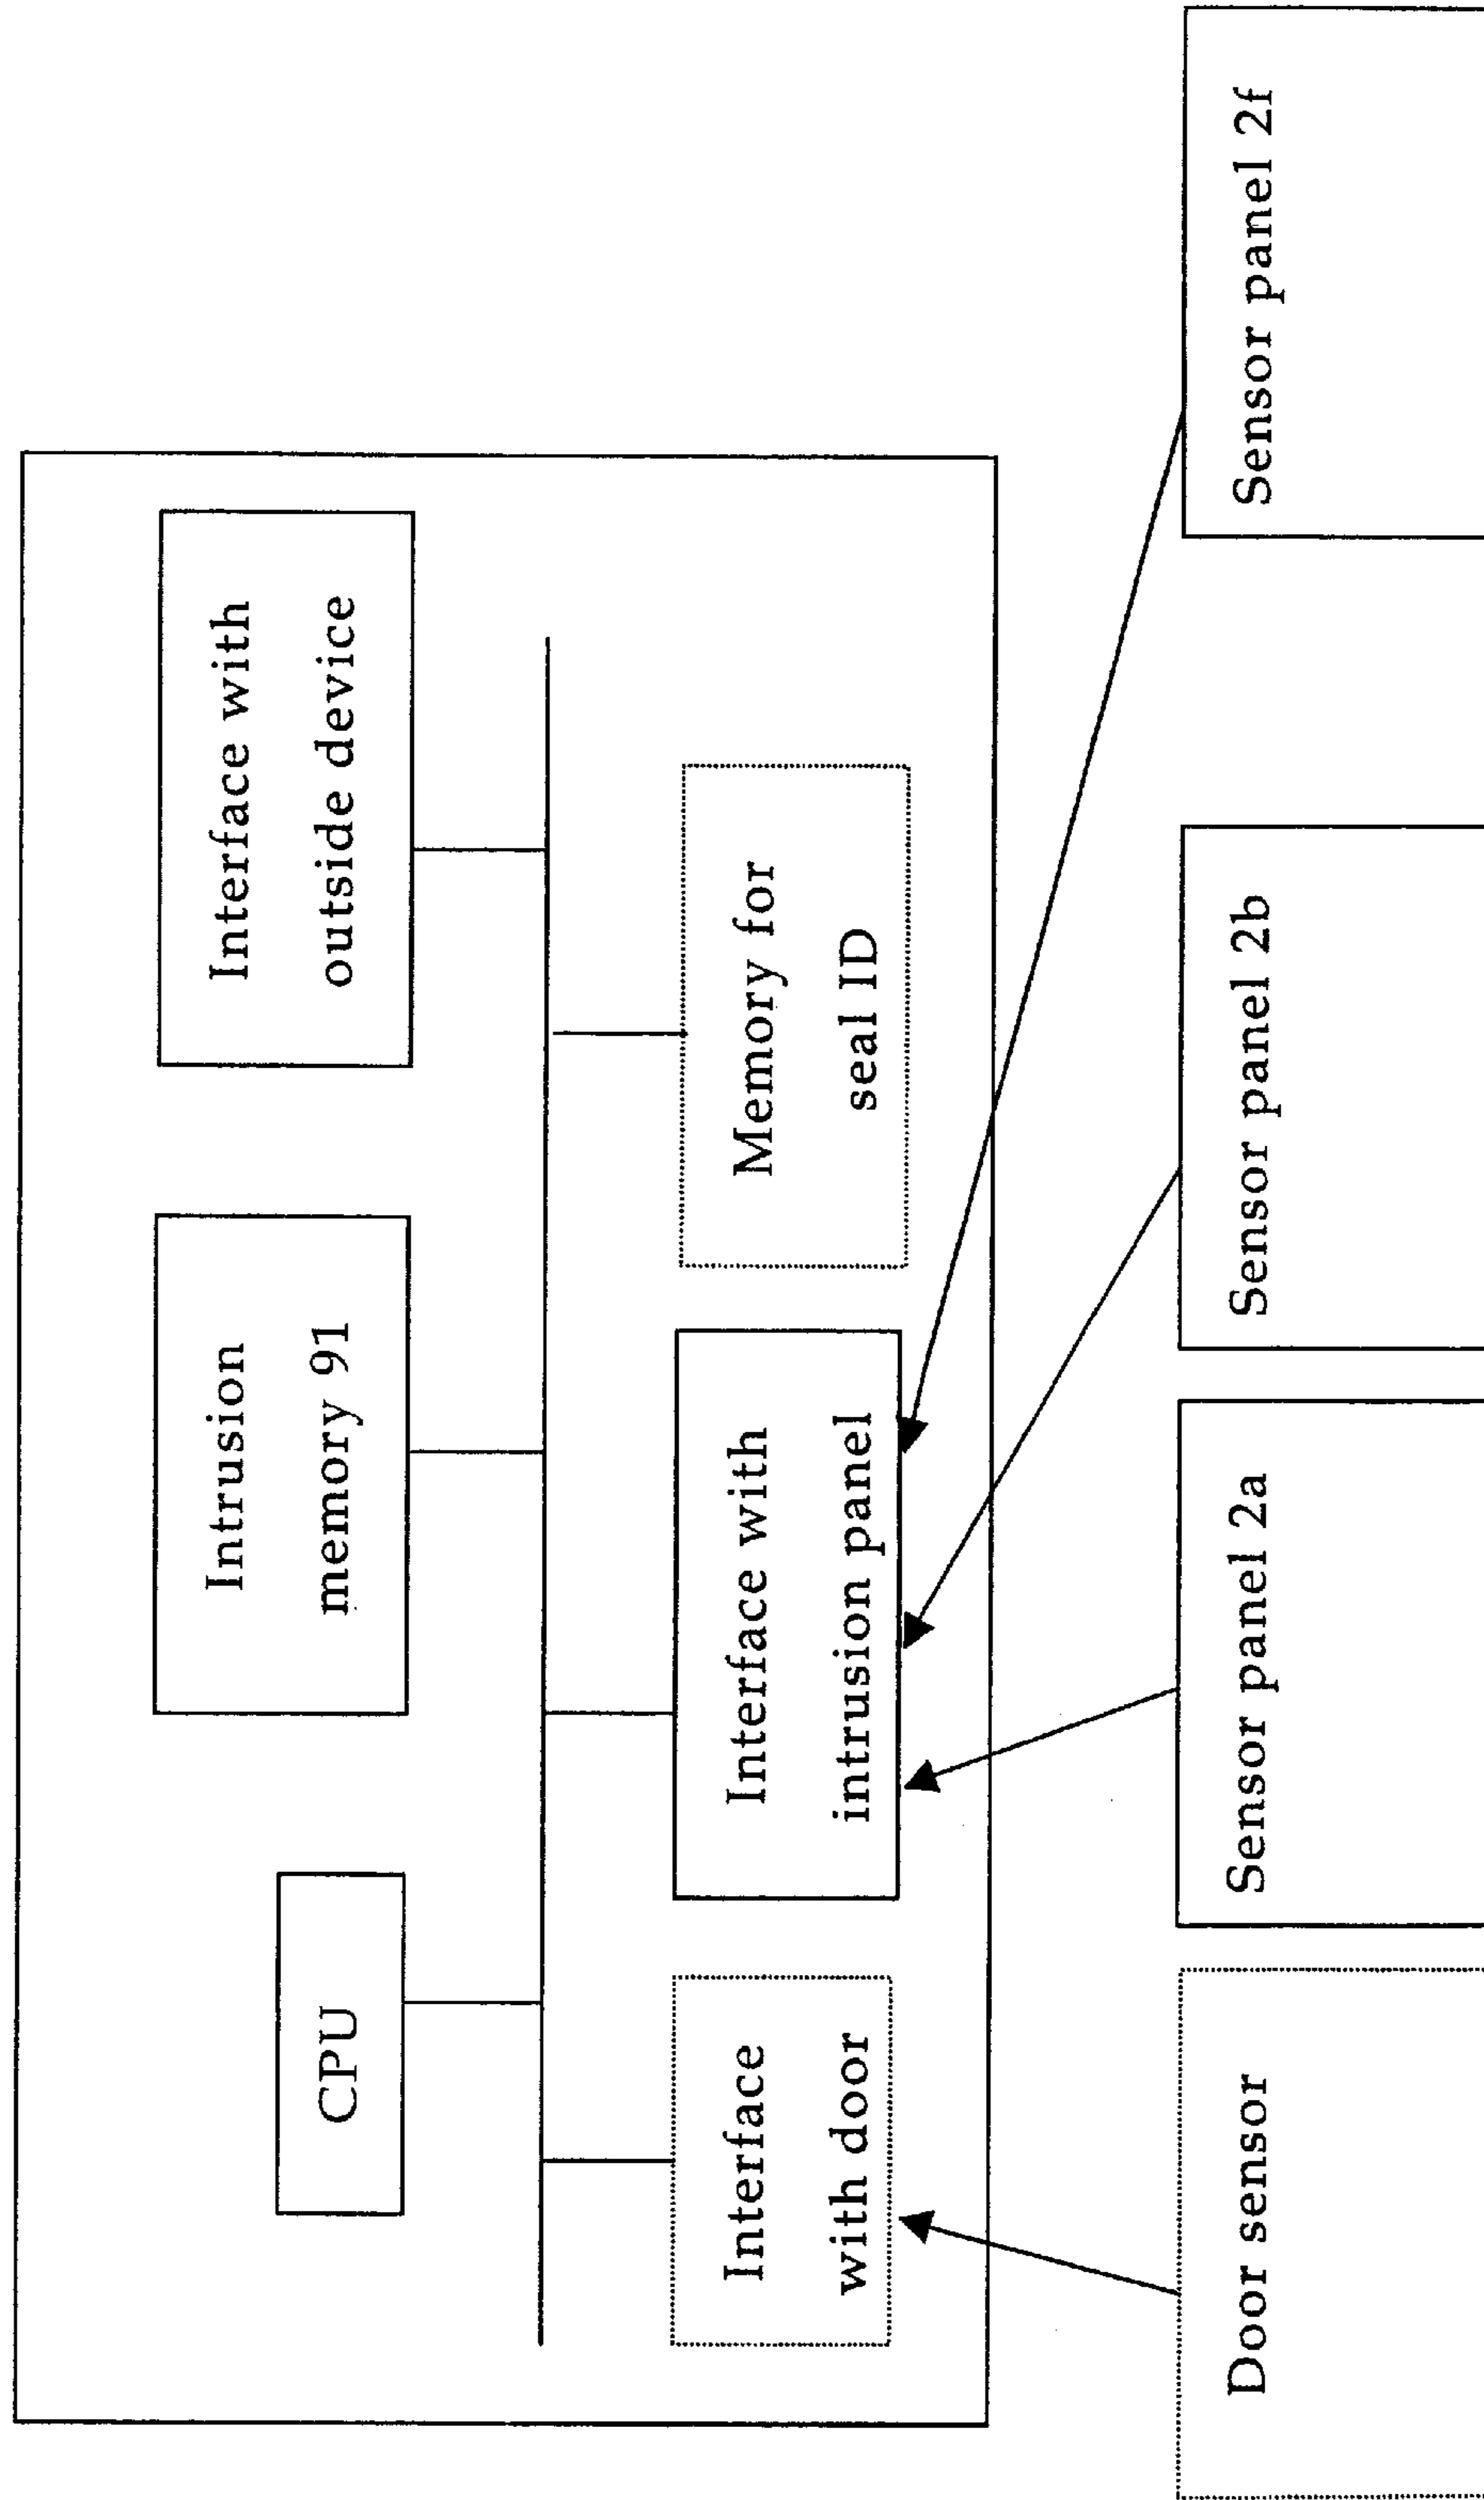 CPU
Intrusion
memory 91
Interface with
outside device
Interface
with door
Interface with
intrusion panel
Memory for
seal ID
Door sensor
Sensor panel 2a
Sensor panel 2b
Sensor panel 2f